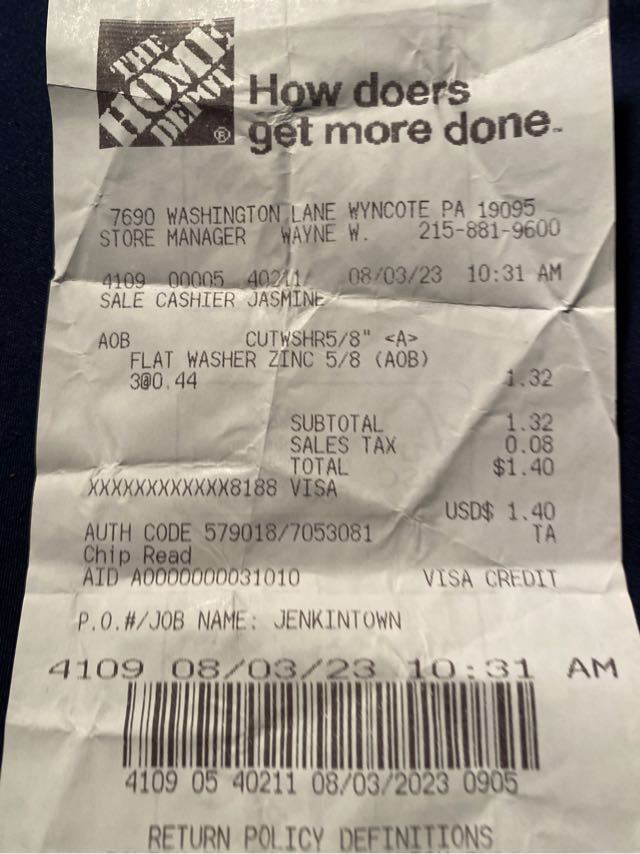 THE
HOME
DEPOT
®
How doers
get more done™
7690 WASHINGTON LANE WYNCOTE PA 19095
STORE MANAGER WAYNE W. 215-881-9600
4109 00005 40211 08/03/23 10:31 AM
SALE CASHIER JASMINE
AOB CUTWSHR5/8" <A>
FLAT WASHER ZINC 5/8 (AOB)
3@0.44 1.32
SUBTOTAL 1.32
SALES TAX 0.08
TOTAL $1.40
XXXXXXXXXXXX8188 VISA
USD$ 1.40
AUTH CODE 579018/7053081 TA
Chip Read
AID A0000000031010 VISA CREDIT
P.O.#/JOB NAME: JENKINTOWN
4109 08/03/23 10:31 AM
4109 05 40211 08/03/2023 0905
RETURN POLICY DEFINITIONS